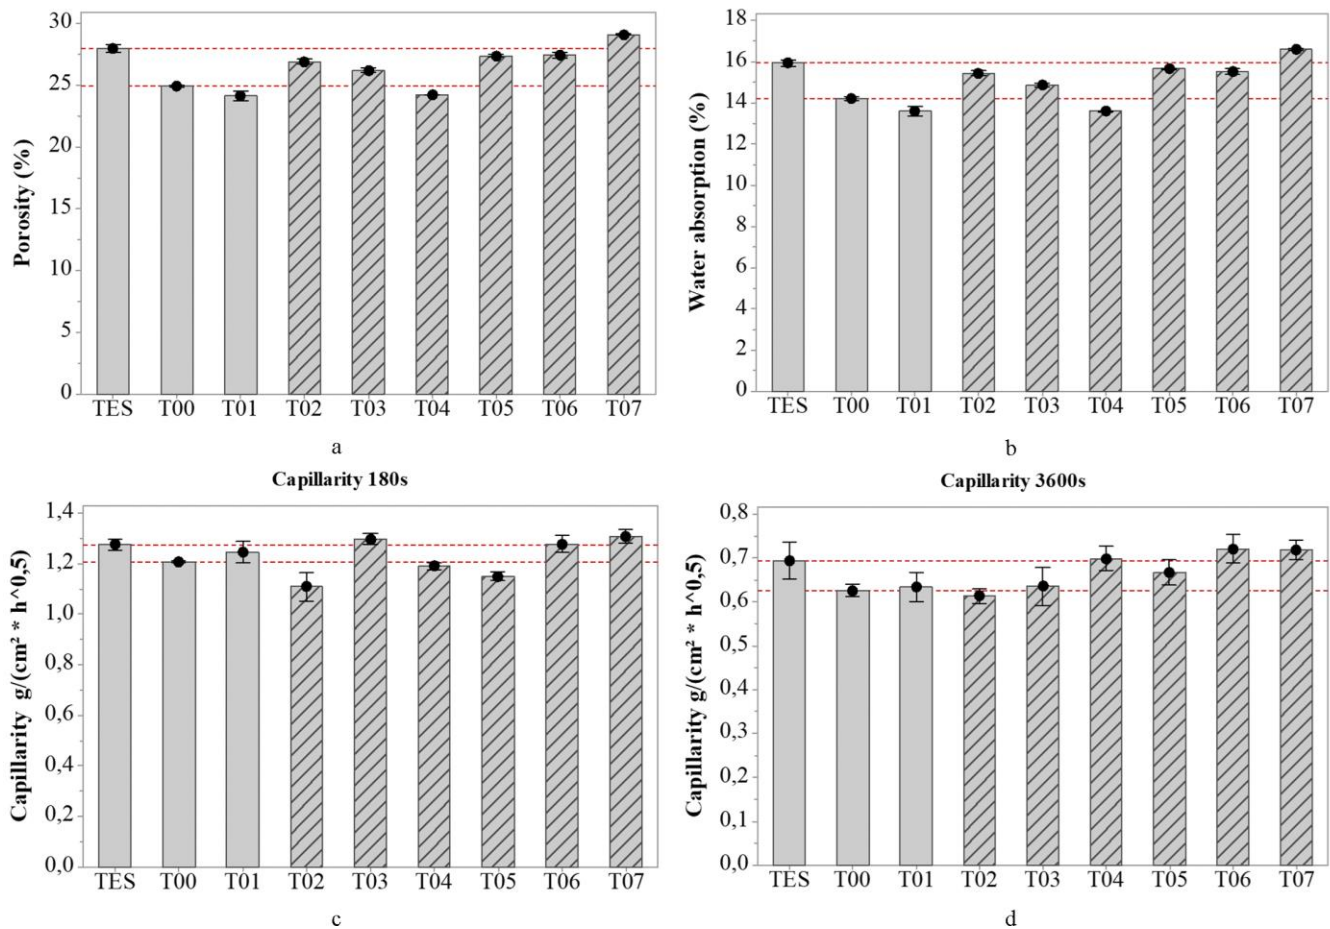 Porosity (%)
30
25
20
15
10
5
0
TES T00 T01 T02 T03 T04 T05 T06 T07
a
Water absorption (%)
18
16
14
12
10
8
6
4
2
0
TES T00 T01 T02 T03 T04 T05 T06 T07
b
Capillarity 180s
Capillarity g/(cm² * h^0,5)
1,4
1,2
1,0
0,8
0,6
0,4
0,2
0,0
TES T00 T01 T02 T03 T04 T05 T06 T07
c
Capillarity 3600s
Capillarity g/(cm² * h^0,5)
0,8
0,7
0,6
0,5
0,4
0,3
0,2
0,1
0,0
TES T00 T01 T02 T03 T04 T05 T06 T07
d